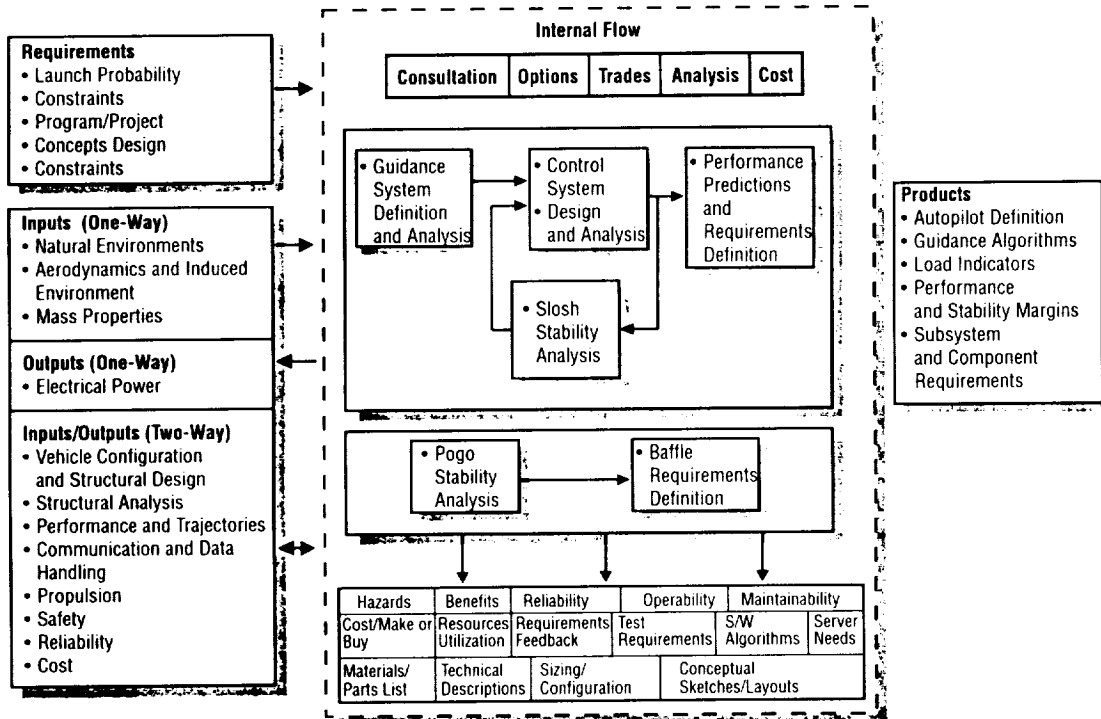 Requirements
• Launch Probability
• Constraints
• Program/Project
• Concepts Design
• Constraints
Inputs (One-Way)
• Natural Environments
• Aerodynamics and Induced
Environment
• Mass Properties
Outputs (One-Way)
• Electrical Power
Inputs/Outputs (Two-Way)
• Vehicle Configuration
and Structural Design
• Structural Analysis
• Performance and Trajectories
• Communication and Data
Handling
• Propulsion
• Safety
• Reliability
• Cost
Internal Flow
Consultation Options Trades Analysis Cost
• Guidance
System
Definition
and Analysis
• Control
System
• Design
and Analysis
• Performance
Predictions
and
Requirements
Definition
• Slosh
Stability
Analysis
• Pogo
Stability
Analysis
• Baffle
Requirements
Definition
Hazards Benefits Reliability Operability Maintainability
Cost/Make or
Buy
Resources
Utilization
Requirements
Feedback
Test
Requirements
S/W
Algorithms
Server
Needs
Materials/
Parts List
Technical
Descriptions
Sizing/
Configuration
Conceptual
Sketches/Layouts
Products
• Autopilot Definition
• Guidance Algorithms
• Load Indicators
• Performance
and Stability Margins
• Subsystem
and Component
Requirements